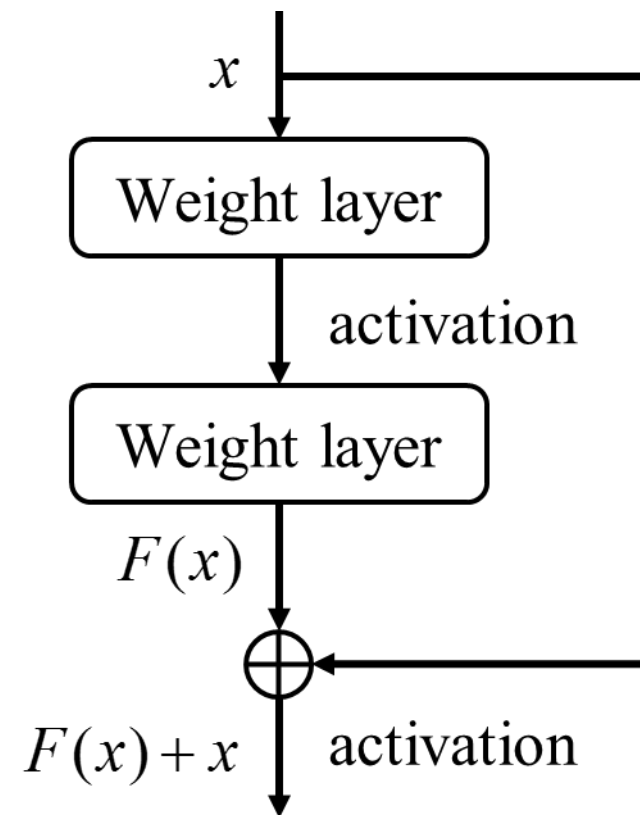 x
Weight layer
activation
Weight layer
F(x)
F(x)+x
activation